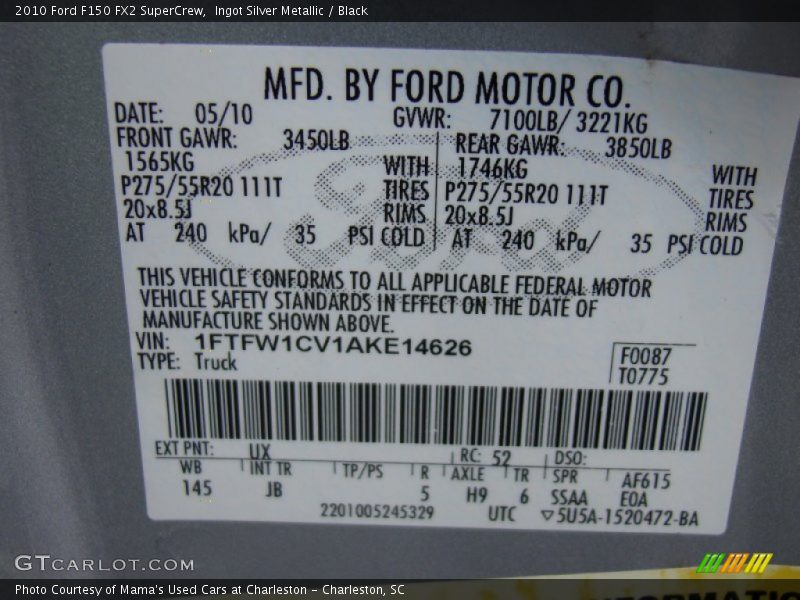 2010 Ford F150 FX2 SuperCrew, Ingot Silver Metallic / Black
MFD. BY FORD MOTOR CO.
DATE: 05/10 GVWR: 7100LB/ 3221KG
FRONT GAWR: 3450LB REAR GAWR: 3850LB
1565KG WITH 1746KG WITH
P275/55R20 111T TIRES P275/55R20 111T TIRES
20x8.5J RIMS 20x8.5J RIMS
AT 240 kPa/ 35 PSI COLD AT 240 kPa/ 35 PSI COLD
Ford
THIS VEHICLE CONFORMS TO ALL APPLICABLE FEDERAL MOTOR
VEHICLE SAFETY STANDARDS IN EFFECT ON THE DATE OF
MANUFACTURE SHOWN ABOVE.
VIN: 1FTFW1CV1AKE14626
TYPE: Truck
F0087
T0775
EXT PNT: UX RC: 52 DSO:
WB INT TR TP/PS R AXLE TR SPR AF615
145 JB 5 H9 6 SSAA EOA
2201005245329 UTC ▽5U5A-1520472-BA
GTCARLOT.COM
INFORMATION
Photo Courtesy of Mama's Used Cars at Charleston - Charleston, SC